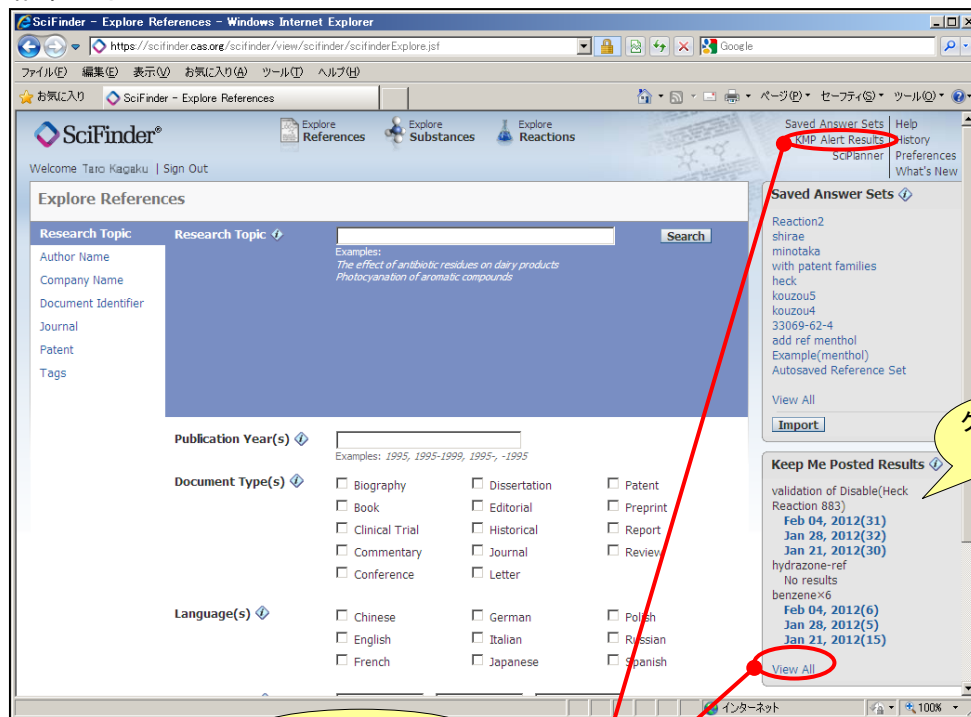 SciFinder - Explore References - Windows Internet Explorer
https://scifinder.cas.org/scifinder/view/scifinder/scifinderExplore.jsf
Google
ファイル(F) 編集(E) 表示(V) お気に入り(A) ツール(T) ヘルプ(H)
お気に入り SciFinder - Explore References ページ(P) セーフティ(S) ツール(O)
SciFinder®
Explore References
Explore Substances
Explore Reactions
Saved Answer Sets
KMP Alert Results
SciPlanner
Help
History
Preferences
What's New
Welcome Taro Kagaku | Sign Out
Explore References
Research Topic
Author Name
Company Name
Document Identifier
Journal
Patent
Tags
Research Topic
Search
Examples:
The effect of antibiotic residues on dairy products
Photocyanation of aromatic compounds
Publication Year(s)
Examples: 1995, 1995-1999, 1995-, -1995
Document Type(s)
Biography Dissertation Patent
Book Editorial Preprint
Clinical Trial Historical Report
Commentary Journal Review
Conference Letter
Language(s)
Chinese German Polish
English Italian Russian
French Japanese Spanish
Saved Answer Sets
Reaction2
shirae
minotaka
with patent families
heck
kouzou5
kouzou4
33069-62-4
add ref menthol
Example(menthol)
Autosaved Reference Set
View All
Import
Keep Me Posted Results
validation of Disable(Heck
Reaction 883)
Feb 04, 2012(31)
Jan 28, 2012(32)
Jan 21, 2012(30)
hydrazone-ref
No results
benzene×6
Feb 04, 2012(6)
Jan 28, 2012(5)
Jan 21, 2012(15)
View All
インターネット
100%